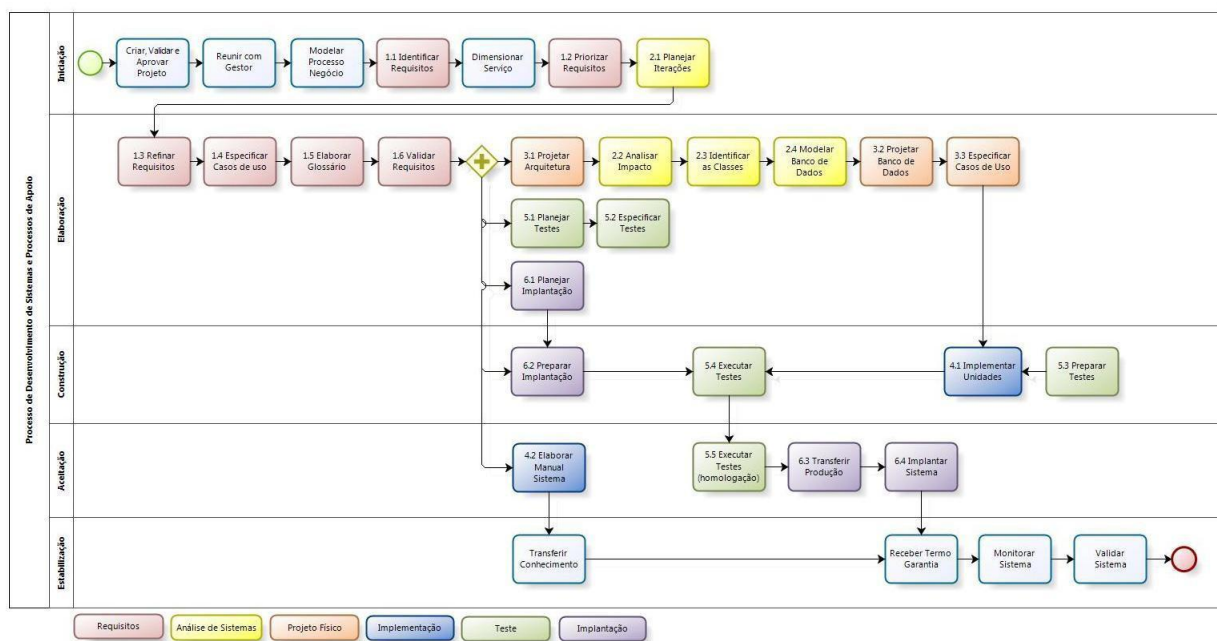 Processo de Desenvolvimento de Sistemas e Processos de Apoio
Iniciação
Criar, Validar e
Aprovar
Projeto
Reunir com
Gestor
Modelar
Processo
Negócio
1.1 Identificar
Requisitos
Dimensionar
Serviço
1.2 Priorizar
Requisitos
2.1 Planejar
Iterações
Elaboração
1.3 Refinar
Requisitos
1.4 Especificar
Casos de uso
1.5 Elaborar
Glossário
1.6 Validar
Requisitos
3.1 Projetar
Arquitetura
2.2 Analisar
Impacto
2.3 Identificar
as Classes
2.4 Modelar
Banco de
Dados
3.2 Projetar
Banco de
Dados
3.3 Especificar
Casos de Uso
5.1 Planejar
Testes
5.2 Especificar
Testes
6.1 Planejar
Implantação
Construção
6.2 Preparar
Implantação
5.4 Executar
Testes
4.1 Implementar
Unidades
5.3 Preparar
Testes
Aceitação
4.2 Elaborar
Manual
Sistema
5.5 Executar
Testes
(homologação)
6.3 Transferir
Produção
6.4 Implantar
Sistema
Estabilização
Transferir
Conhecimento
Receber Termo
Garantia
Monitorar
Sistema
Validar
Sistema
Requisitos
Análise de Sistemas
Projeto Físico
Implementação
Teste
Implantação